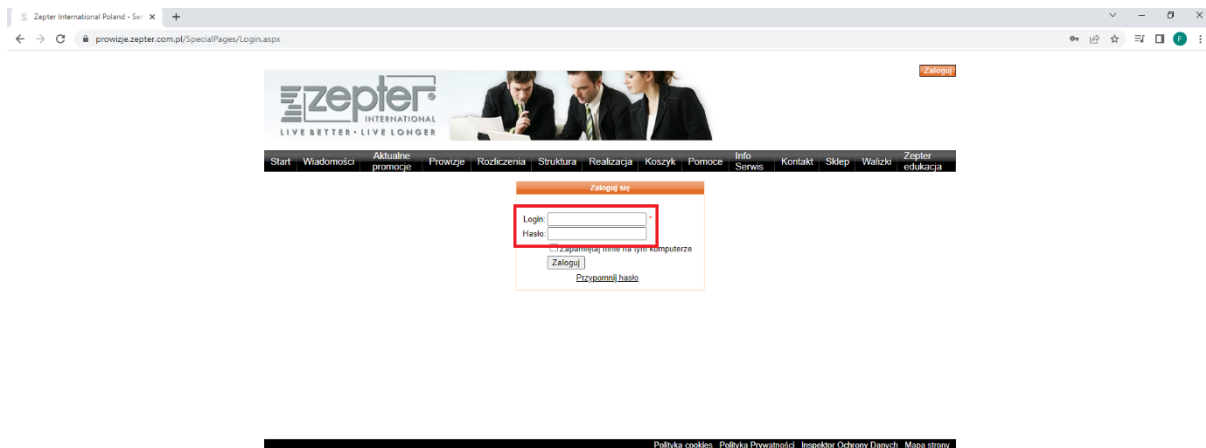 Zepter International Poland - Ser
prowizje.zepter.com.pl/SpecialPages/Login.aspx
F
Zaloguj
zepter
INTERNATIONAL
LIVE BETTER • LIVE LONGER
Start Wiadomości Aktualne promocje Prowizje Rozliczenia Struktura Realizacja Koszyk Pomoce Info Serwis Kontakt Sklep Walizki Zepter edukacja
Zaloguj się
Login: *
Hasło:
Zapamiętaj mnie na tym komputerze
Zaloguj
Przypomnij hasło
Polityka cookies Polityka Prywatności Inspektor Ochrony Danych Mapa strony